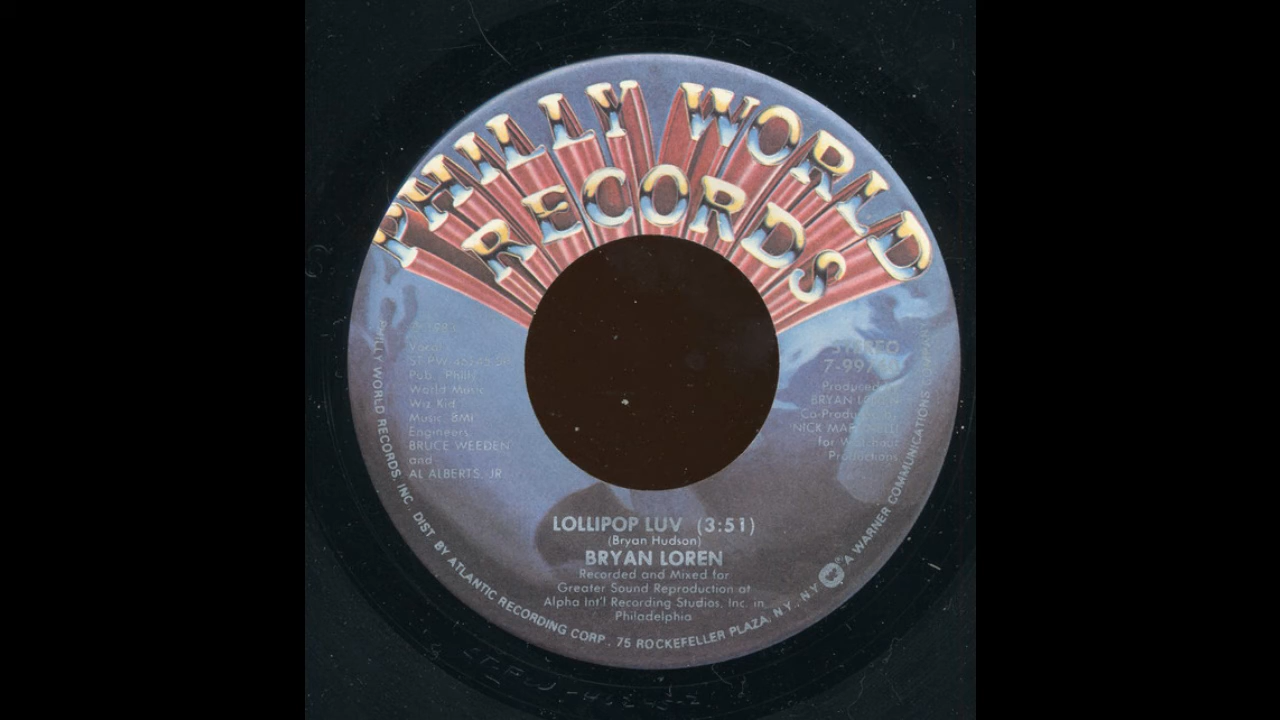 PHILLY WORLD
RECORDS
Pub. Philly
World Music
Wiz Kid
Music, BMI
Engineers
BRUCE WEEDEN
and
AL ALBERTS, JR
STEREO
Produced
BRYAN
NICK
for
Productions
LOLLIPOP LUV (3:51)
(Bryan Hudson)
BRYAN LOREN
Recorded and Mixed for
Greater Sound Reproduction at
Alpha Int'l Recording Studios, Inc. in
Philadelphia
PHILLY WORLD RECORDS, INC. DIST BY ATLANTIC RECORDING CORP. 75 ROCKEFELLER PLAZA, N.Y., N.Y. A WARNER COMMUNICATIONS COMPANY